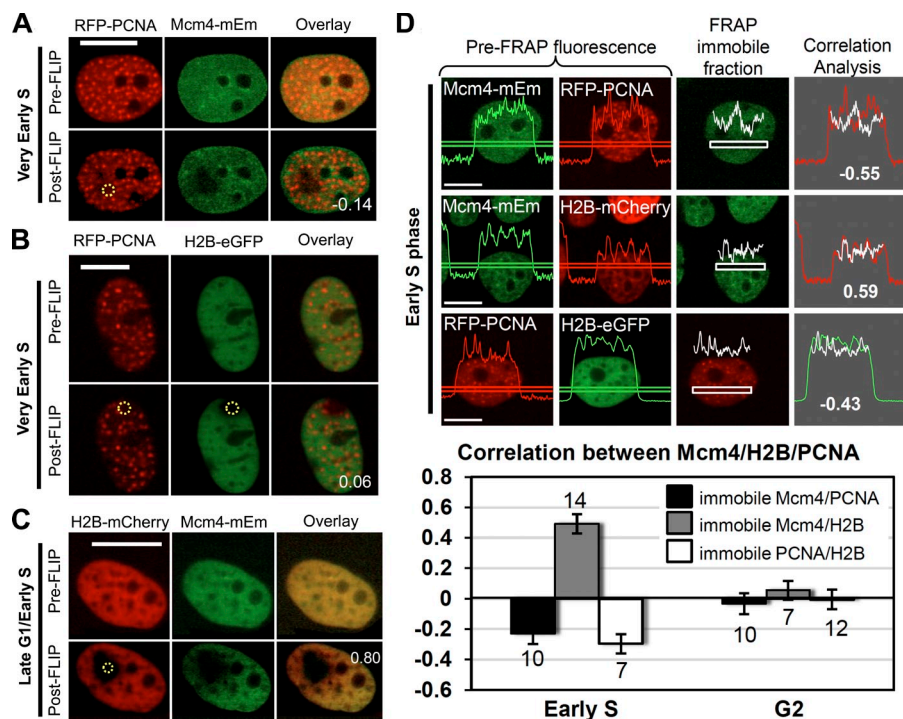 A
RFP-PCNA Mcm4-mEm Overlay
Very Early S
Pre-FLIP
Post-FLIP
-0.14
B
RFP-PCNA H2B-eGFP Overlay
Very Early S
Pre-FLIP
Post-FLIP
0.06
C
H2B-mCherry Mcm4-mEm Overlay
Late G1/Early S
Pre-FLIP
Post-FLIP
0.80
D
Pre-FRAP fluorescence
FRAP
immobile
fraction
Correlation
Analysis
Early S phase
Mcm4-mEm RFP-PCNA
-0.55
Mcm4-mEm H2B-mCherry
0.59
RFP-PCNA H2B-eGFP
-0.43
Correlation between Mcm4/H2B/PCNA
0.8
0.6
0.4
0.2
0
-0.2
-0.4
-0.6
14
10
7
10
7
12
immobile Mcm4/PCNA
immobile Mcm4/H2B
immobile PCNA/H2B
Early S G2